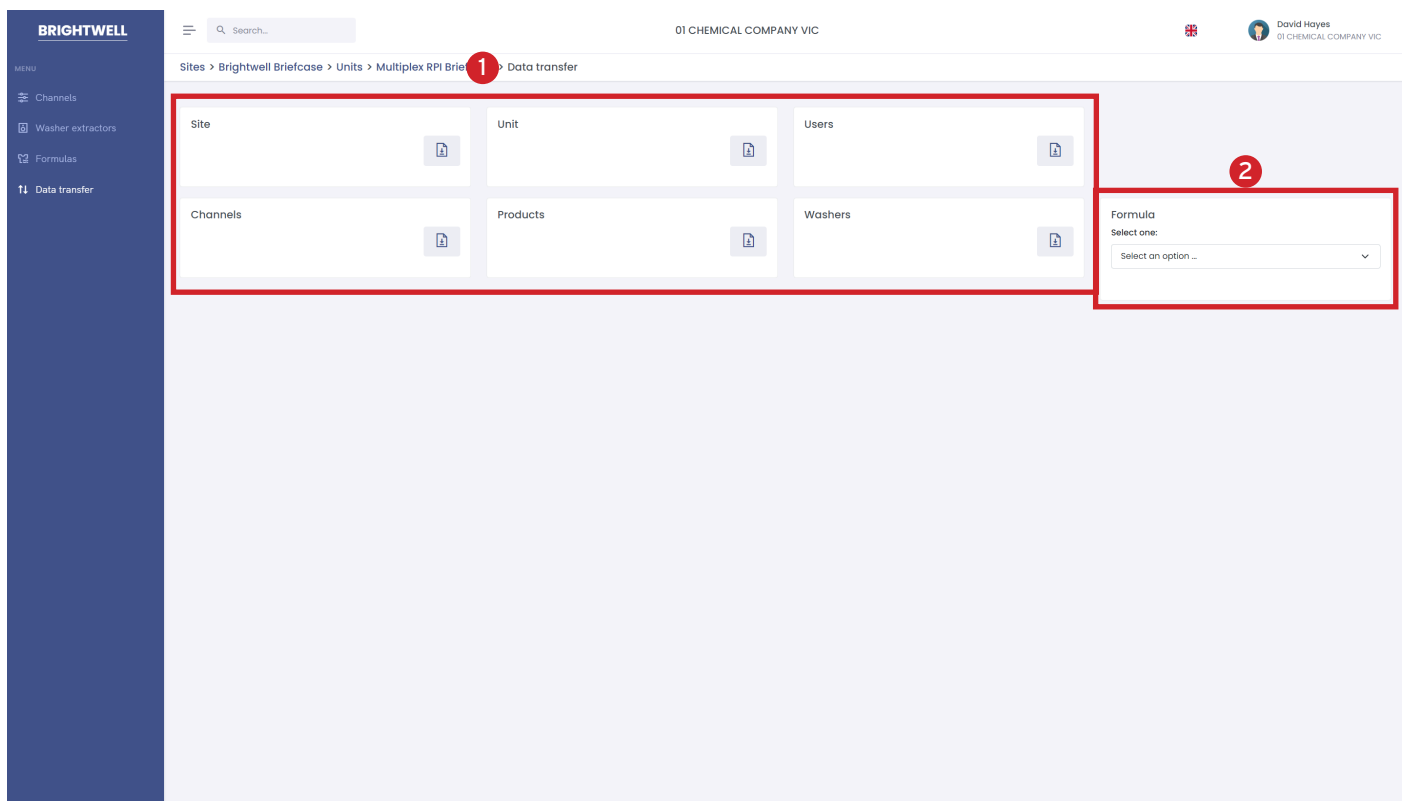 BRIGHTWELL
Search...
01 CHEMICAL COMPANY VIC
David Hayes
01 CHEMICAL COMPANY VIC
MENU
Sites > Brightwell Briefcase > Units > Multiplex RPI Brief > Data transfer
1
Channels
Washer extractors
Formulas
Data transfer
Site
Unit
Users
2
Channels
Products
Washers
Formula
Select one:
Select an option ...